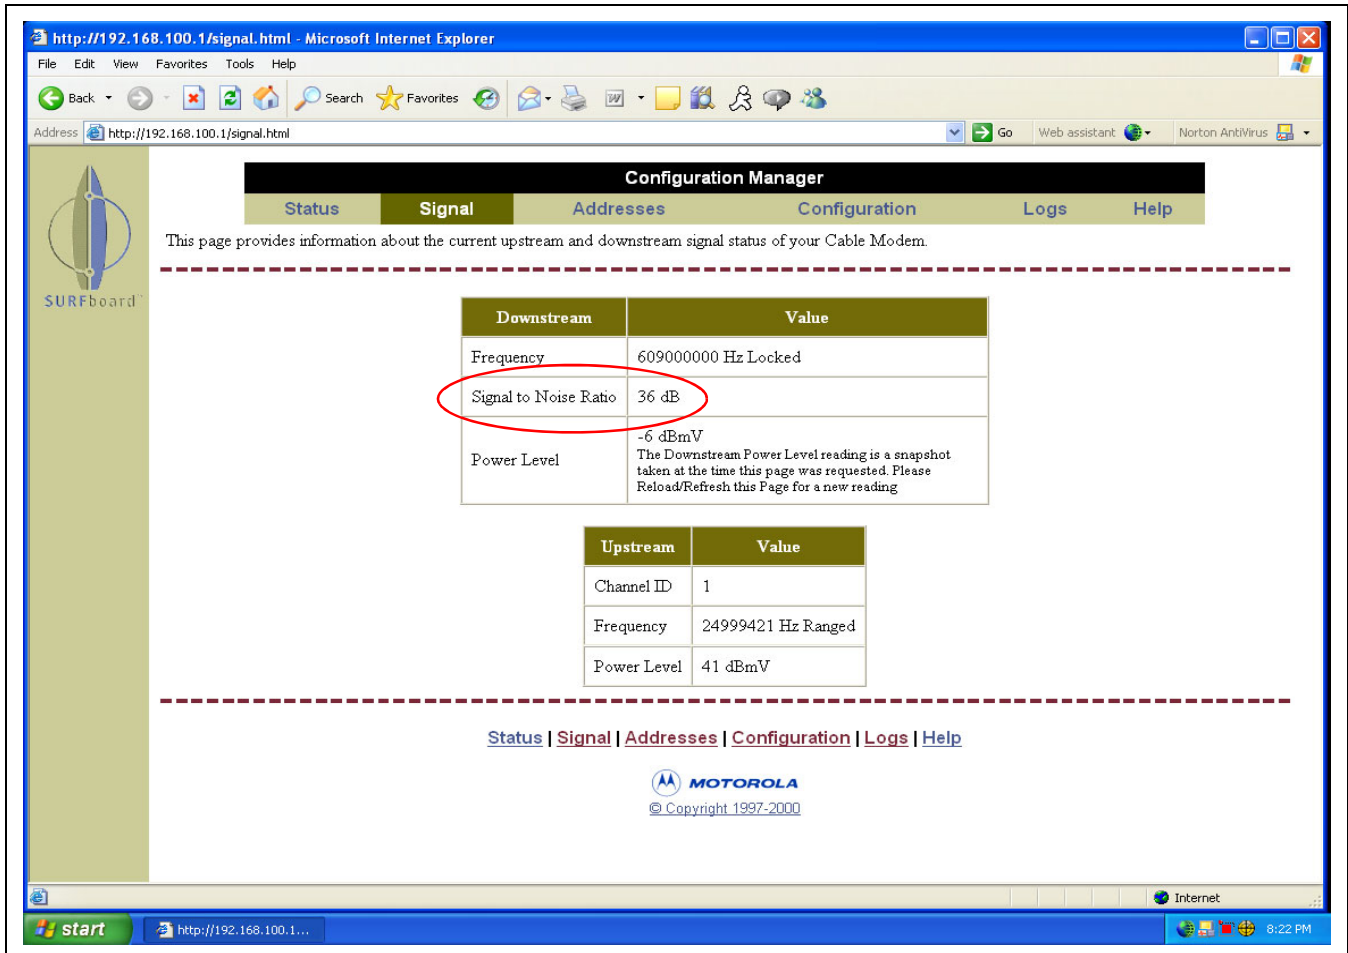 http://192.168.100.1/signal.html - Microsoft Internet Explorer
File Edit View Favorites Tools Help
Back Search Favorites
Address http://192.168.100.1/signal.html Go Web assistant Norton AntiVirus
Configuration Manager
Status Signal Addresses Configuration Logs Help
This page provides information about the current upstream and downstream signal status of your Cable Modem.
SURFboard
Downstream Value
Frequency 609000000 Hz Locked
Signal to Noise Ratio 36 dB
Power Level -6 dBmV
The Downstream Power Level reading is a snapshot
taken at the time this page was requested. Please
Reload/Refresh this Page for a new reading
Upstream Value
Channel ID 1
Frequency 24999421 Hz Ranged
Power Level 41 dBmV
Status | Signal | Addresses | Configuration | Logs | Help
MOTOROLA
© Copyright 1997-2000
Internet
start http://192.168.100.1... 8:22 PM